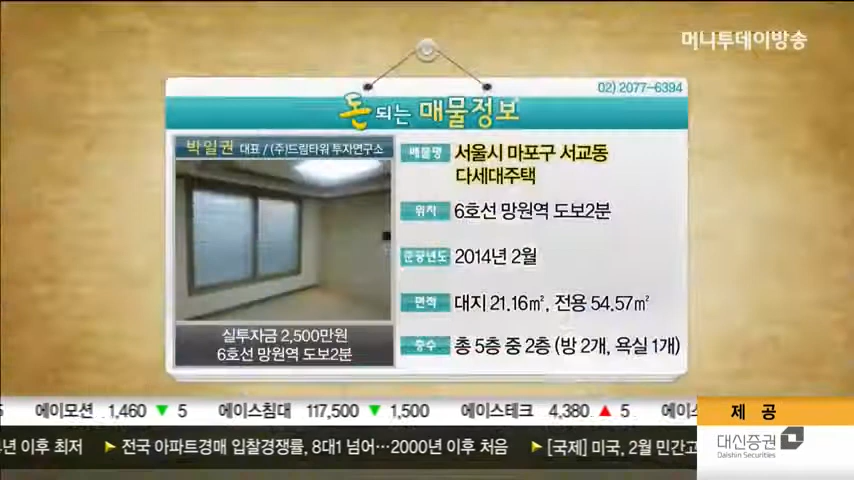 머니투데이방송
02) 2077-6394
돈 되는 매물정보
박일권 대표 / (주)드림타워 투자연구소
실투자금 2,500만원
6호선 망원역 도보2분
매물명 서울시 마포구 서교동
다세대주택
위치 6호선 망원역 도보2분
준공년도 2014년 2월
면적 대지 21.16㎡, 전용 54.57㎡
층수 총 5층 중 2층 (방 2개, 욕실 1개)
에이모션 1,460 ▼ 5 에이스침대 117,500 ▼ 1,500 에이스테크 4,380 ▲ 5
제 공
년 이후 최저 ▶ 전국 아파트경매 입찰경쟁률, 8대1 넘어…2000년 이후 처음 ▶ [국제] 미국, 2월 민간고
대신증권
Daishin Securities